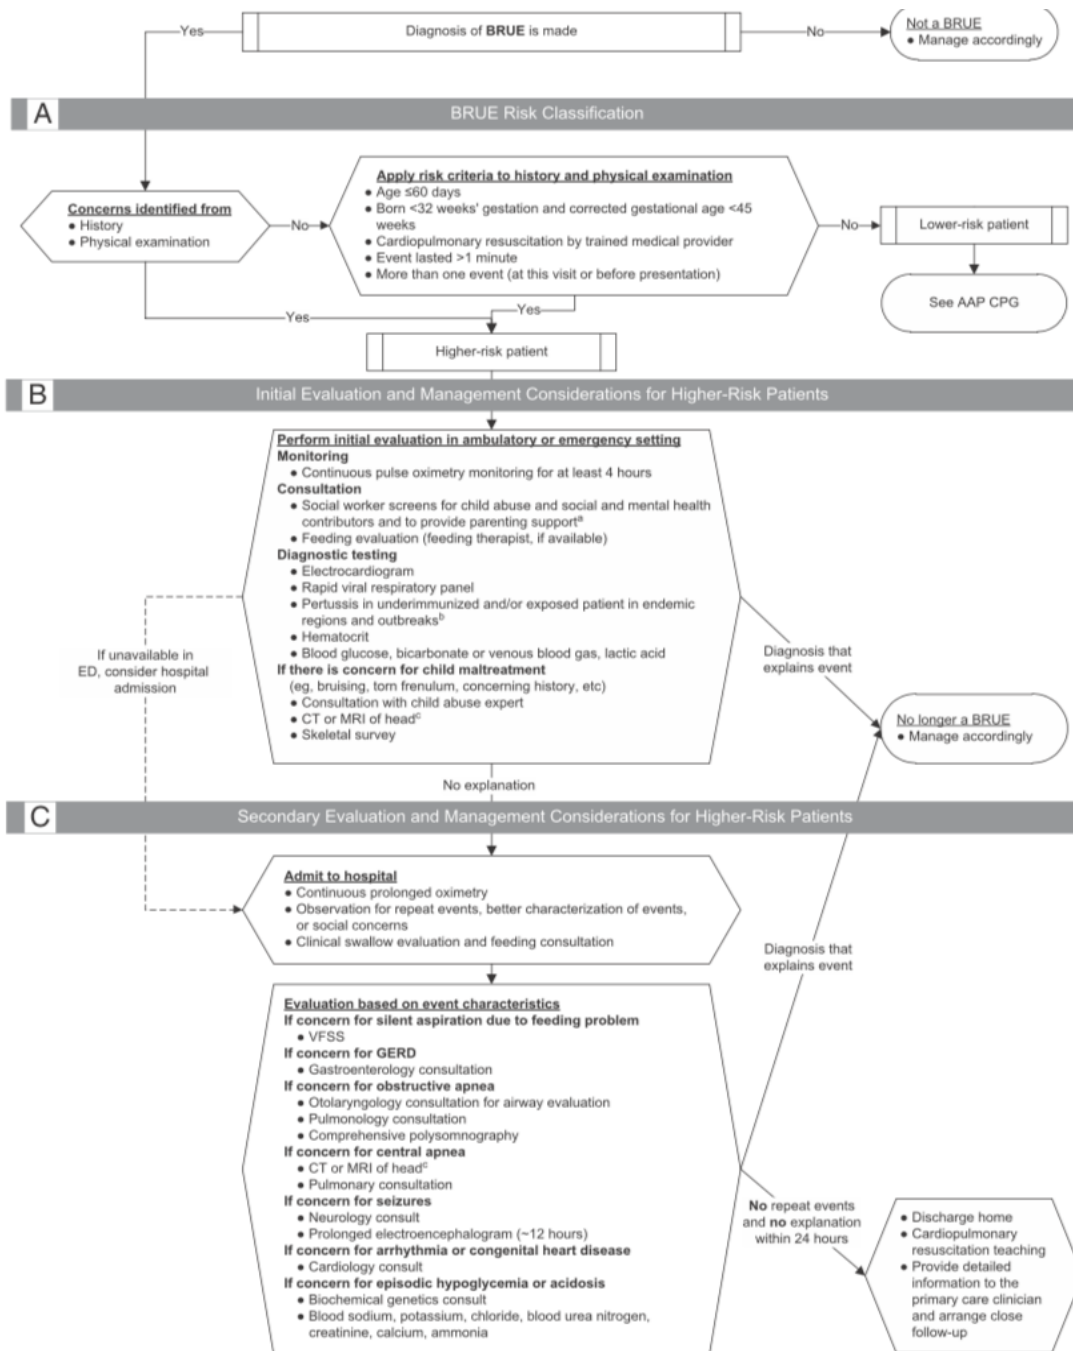 Diagnosis of BRUE is made
Yes
No
Not a BRUE
● Manage accordingly
A
BRUE Risk Classification
Concerns identified from
● History
● Physical examination
No
Apply risk criteria to history and physical examination
● Age ≤60 days
● Born <32 weeks' gestation and corrected gestational age <45
weeks
● Cardiopulmonary resuscitation by trained medical provider
● Event lasted >1 minute
● More than one event (at this visit or before presentation)
No
Lower-risk patient
See AAP CPG
Yes
Yes
Higher-risk patient
B
Initial Evaluation and Management Considerations for Higher-Risk Patients
Perform initial evaluation in ambulatory or emergency setting
Monitoring
● Continuous pulse oximetry monitoring for at least 4 hours
Consultation
● Social worker screens for child abuse and social and mental health
contributors and to provide parenting supportᵃ
● Feeding evaluation (feeding therapist, if available)
Diagnostic testing
● Electrocardiogram
● Rapid viral respiratory panel
● Pertussis in underimmunized and/or exposed patient in endemic
regions and outbreaksᵇ
● Hematocrit
● Blood glucose, bicarbonate or venous blood gas, lactic acid
If there is concern for child maltreatment
(eg, bruising, torn frenulum, concerning history, etc)
● Consultation with child abuse expert
● CT or MRI of headᶜ
● Skeletal survey
If unavailable in
ED, consider hospital
admission
Diagnosis that
explains event
No longer a BRUE
● Manage accordingly
No explanation
C
Secondary Evaluation and Management Considerations for Higher-Risk Patients
Admit to hospital
● Continuous prolonged oximetry
● Observation for repeat events, better characterization of events,
or social concerns
● Clinical swallow evaluation and feeding consultation
Diagnosis that
explains event
Evaluation based on event characteristics
If concern for silent aspiration due to feeding problem
● VFSS
If concern for GERD
● Gastroenterology consultation
If concern for obstructive apnea
● Otolaryngology consultation for airway evaluation
● Pulmonology consultation
● Comprehensive polysomnography
If concern for central apnea
● CT or MRI of headᶜ
● Pulmonary consultation
If concern for seizures
● Neurology consult
● Prolonged electroencephalogram (~12 hours)
If concern for arrhythmia or congenital heart disease
● Cardiology consult
If concern for episodic hypoglycemia or acidosis
● Biochemical genetics consult
● Blood sodium, potassium, chloride, blood urea nitrogen,
creatinine, calcium, ammonia
No repeat events
and no explanation
within 24 hours
● Discharge home
● Cardiopulmonary
resuscitation teaching
● Provide detailed
information to the
primary care clinician
and arrange close
follow-up